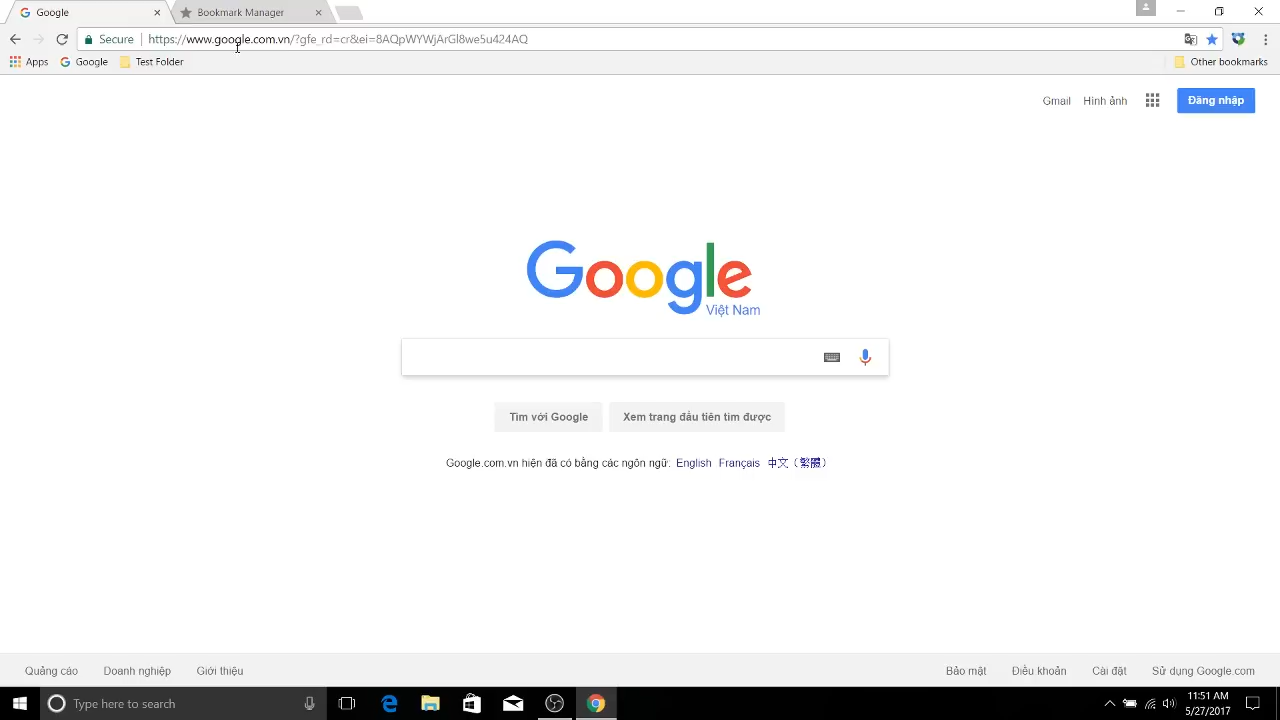 Google
Bookmark Manager
Secure
https://www.google.com.vn/?gfe_rd=cr&ei=8AQpWYWjArGl8we5u424AQ
Apps
Google
Test Folder
Other bookmarks
Gmail
Hình ảnh
Đăng nhập
Google
Việt Nam
Tìm với Google
Xem trang đầu tiên tìm được
Google.com.vn hiện đã có bằng các ngôn ngữ: English Français 中文（繁體）
Quảng cáo
Doanh nghiệp
Giới thiệu
Bảo mật
Điều khoản
Cài đặt
Sử dụng Google.com
Type here to search
11:51 AM
5/27/2017